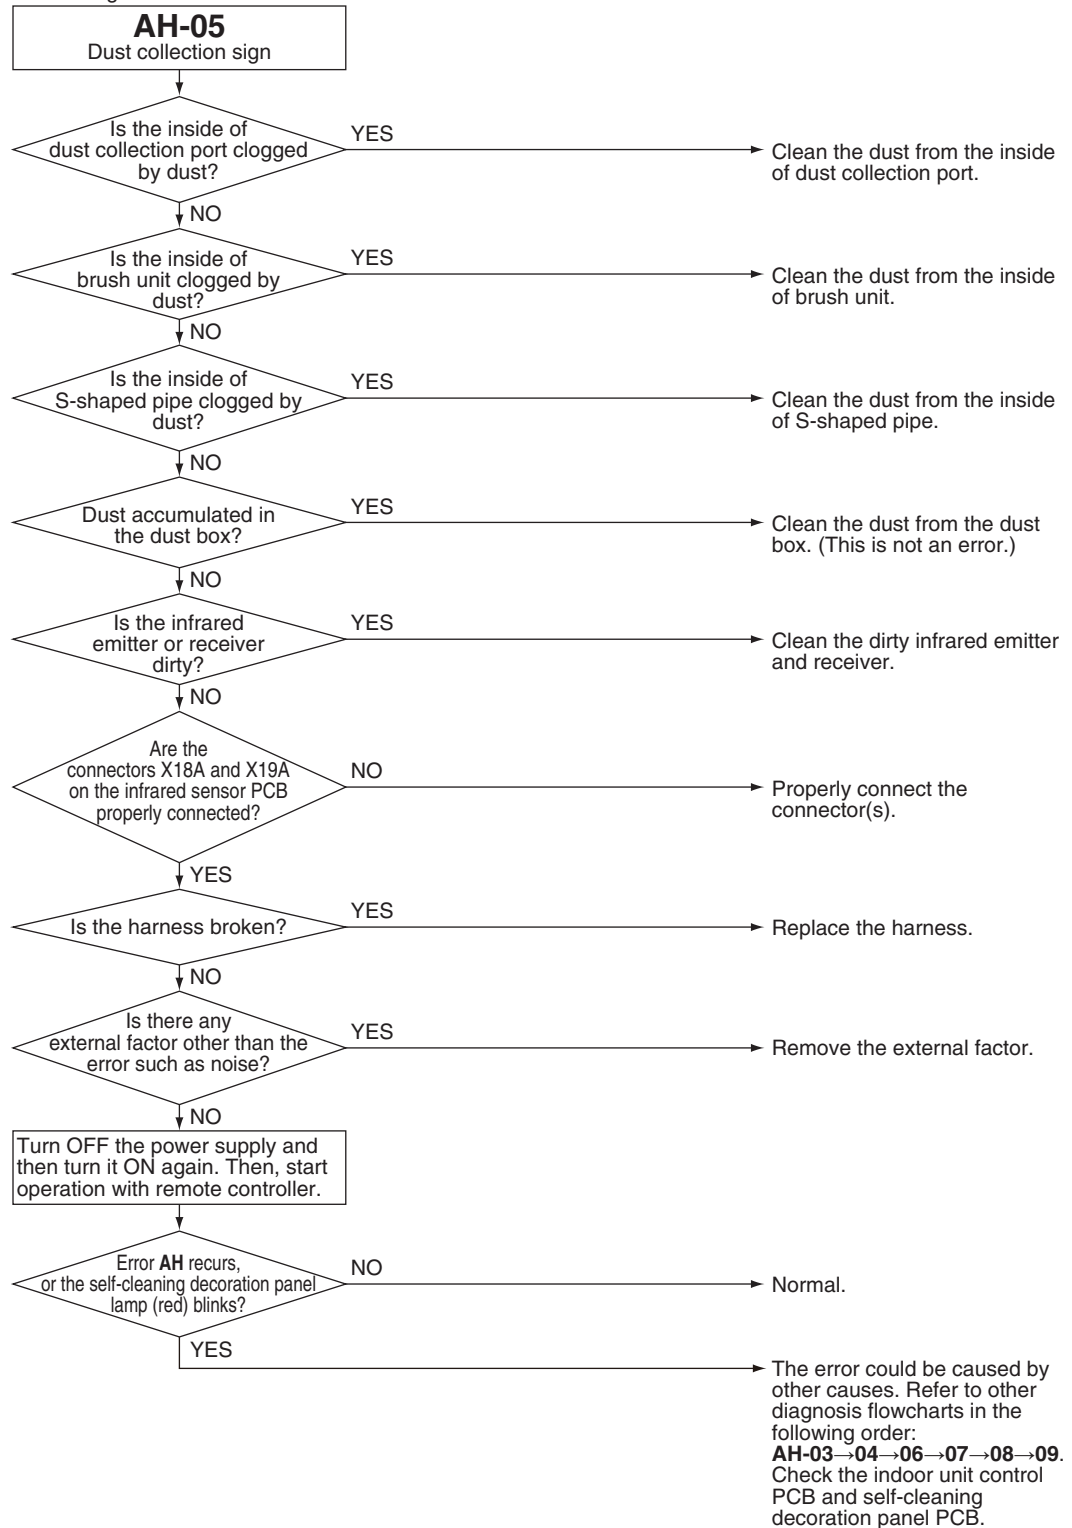 AH-05
Dust collection sign
Is the inside of
dust collection port clogged
by dust?
YES
Clean the dust from the inside
of dust collection port.
NO
Is the inside of
brush unit clogged by
dust?
YES
Clean the dust from the inside
of brush unit.
NO
Is the inside of
S-shaped pipe clogged by
dust?
YES
Clean the dust from the inside
of S-shaped pipe.
NO
Dust accumulated in
the dust box?
YES
Clean the dust from the dust
box. (This is not an error.)
NO
Is the infrared
emitter or receiver
dirty?
YES
Clean the dirty infrared emitter
and receiver.
NO
Are the
connectors X18A and X19A
on the infrared sensor PCB
properly connected?
NO
Properly connect the
connector(s).
YES
Is the harness broken?
YES
Replace the harness.
NO
Is there any
external factor other than the
error such as noise?
YES
Remove the external factor.
NO
Turn OFF the power supply and
then turn it ON again. Then, start
operation with remote controller.
Error AH recurs,
or the self-cleaning decoration panel
lamp (red) blinks?
NO
Normal.
YES
The error could be caused by
other causes. Refer to other
diagnosis flowcharts in the
following order:
AH-03→04→06→07→08→09.
Check the indoor unit control
PCB and self-cleaning
decoration panel PCB.